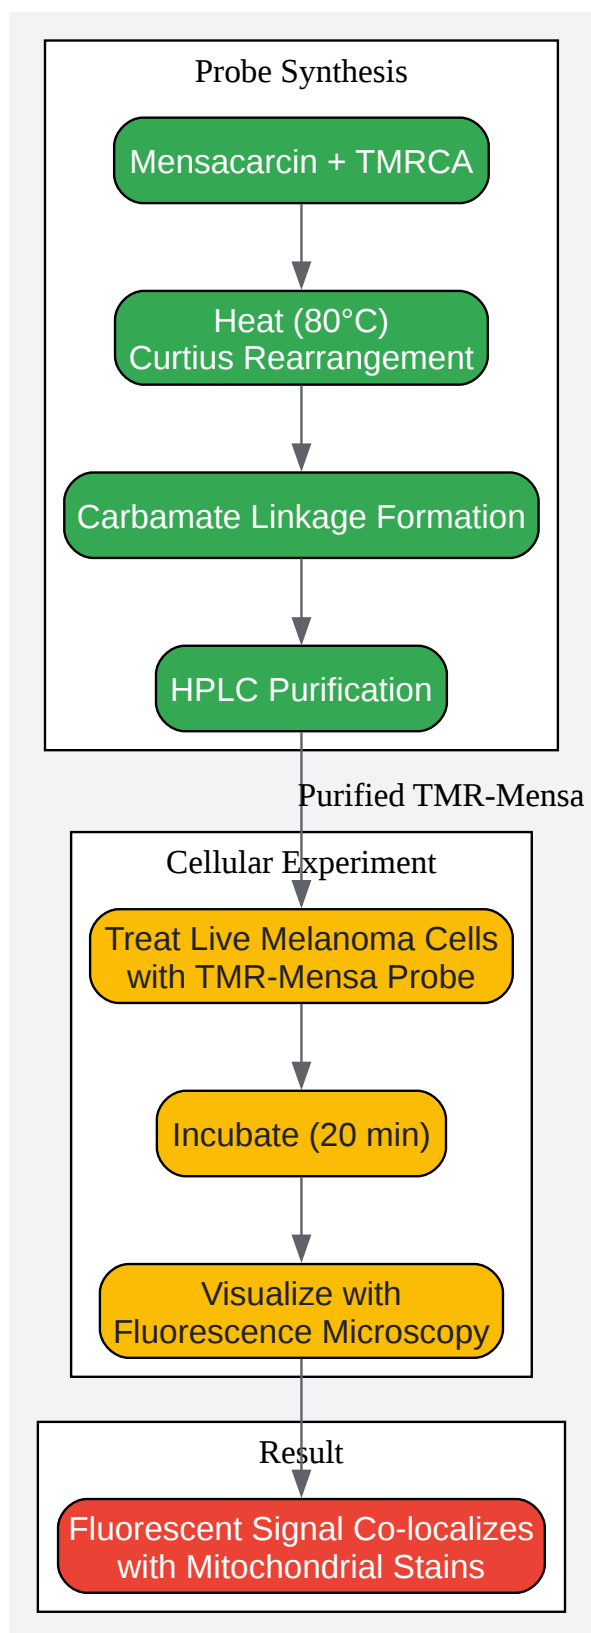 Probe Synthesis
Mensacarcin + TMRCA
Heat (80°C)
Curtius Rearrangement
Carbamate Linkage Formation
HPLC Purification
Purified TMR-Mensa
Cellular Experiment
Treat Live Melanoma Cells
with TMR-Mensa Probe
Incubate (20 min)
Visualize with
Fluorescence Microscopy
Result
Fluorescent Signal Co-localizes
with Mitochondrial Stains